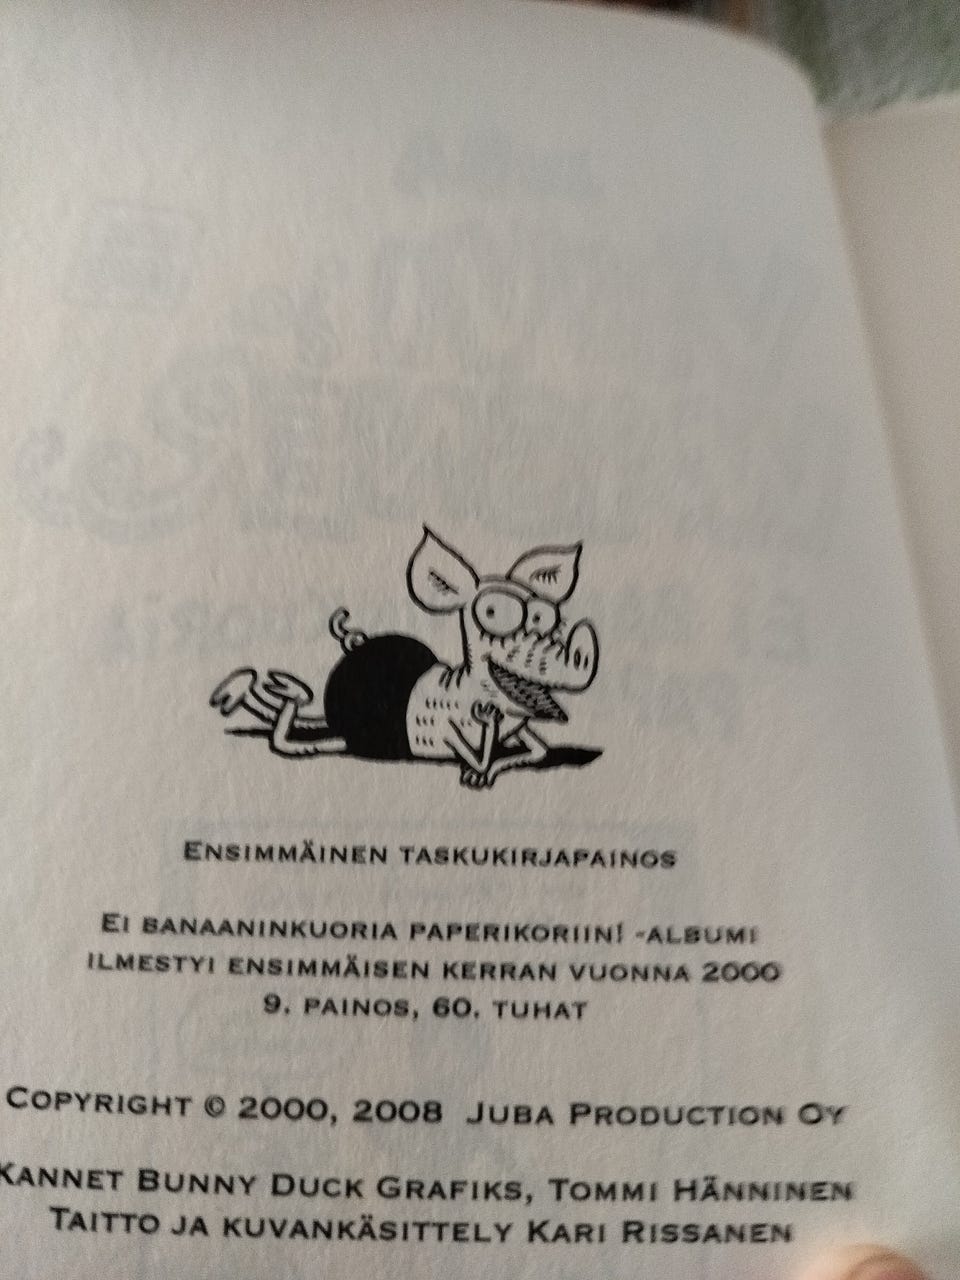 Ensimmäinen taskukirjapainos
Ei banaaninkuoria paperikoriin! -albumi
ilmestyi ensimmäisen kerran vuonna 2000
9. painos, 60. tuhat
Copyright © 2000, 2008 Juba Production Oy
Kannet Bunny Duck Grafiks, Tommi Hänninen
Taitto ja kuvankäsittely Kari Rissanen